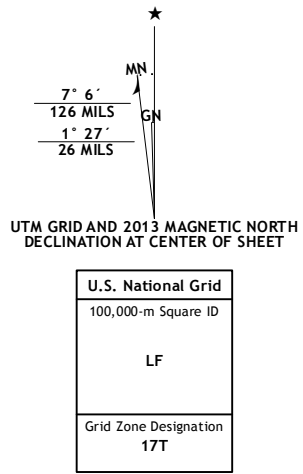 MN
7° 6´
126 MILS
GN
1° 27´
26 MILS
UTM GRID AND 2013 MAGNETIC NORTH
DECLINATION AT CENTER OF SHEET
U.S. National Grid
100,000-m Square ID
LF
Grid Zone Designation
17T